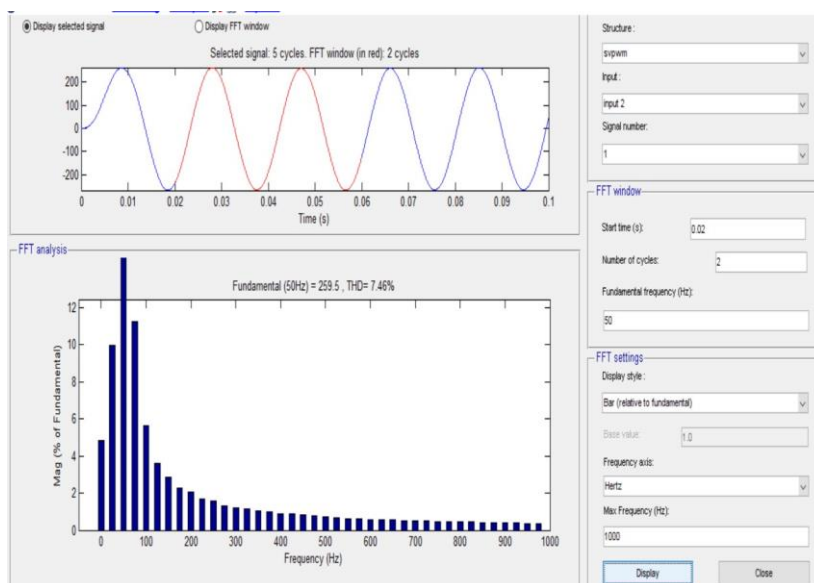 Display selected signal
Display FFT window
Selected signal: 5 cycles. FFT window (in red): 2 cycles
200
100
0
-100
-200
0 0.01 0.02 0.03 0.04 0.05 0.06 0.07 0.08 0.09 0.1
Time (s)
FFT analysis
Fundamental (50Hz) = 259.5 , THD= 7.46%
12
10
8
6
4
2
0
Mag (% of Fundamental)
0 100 200 300 400 500 600 700 800 900 1000
Frequency (Hz)
Structure :
svpwm
Input :
input 2
Signal number:
1
FFT window
Start time (s): 0.02
Number of cycles: 2
Fundamental frequency (Hz):
50
FFT settings
Display style :
Bar (relative to fundamental)
Base value: 1.0
Frequency axis:
Hertz
Max Frequency (Hz):
1000
Display Close